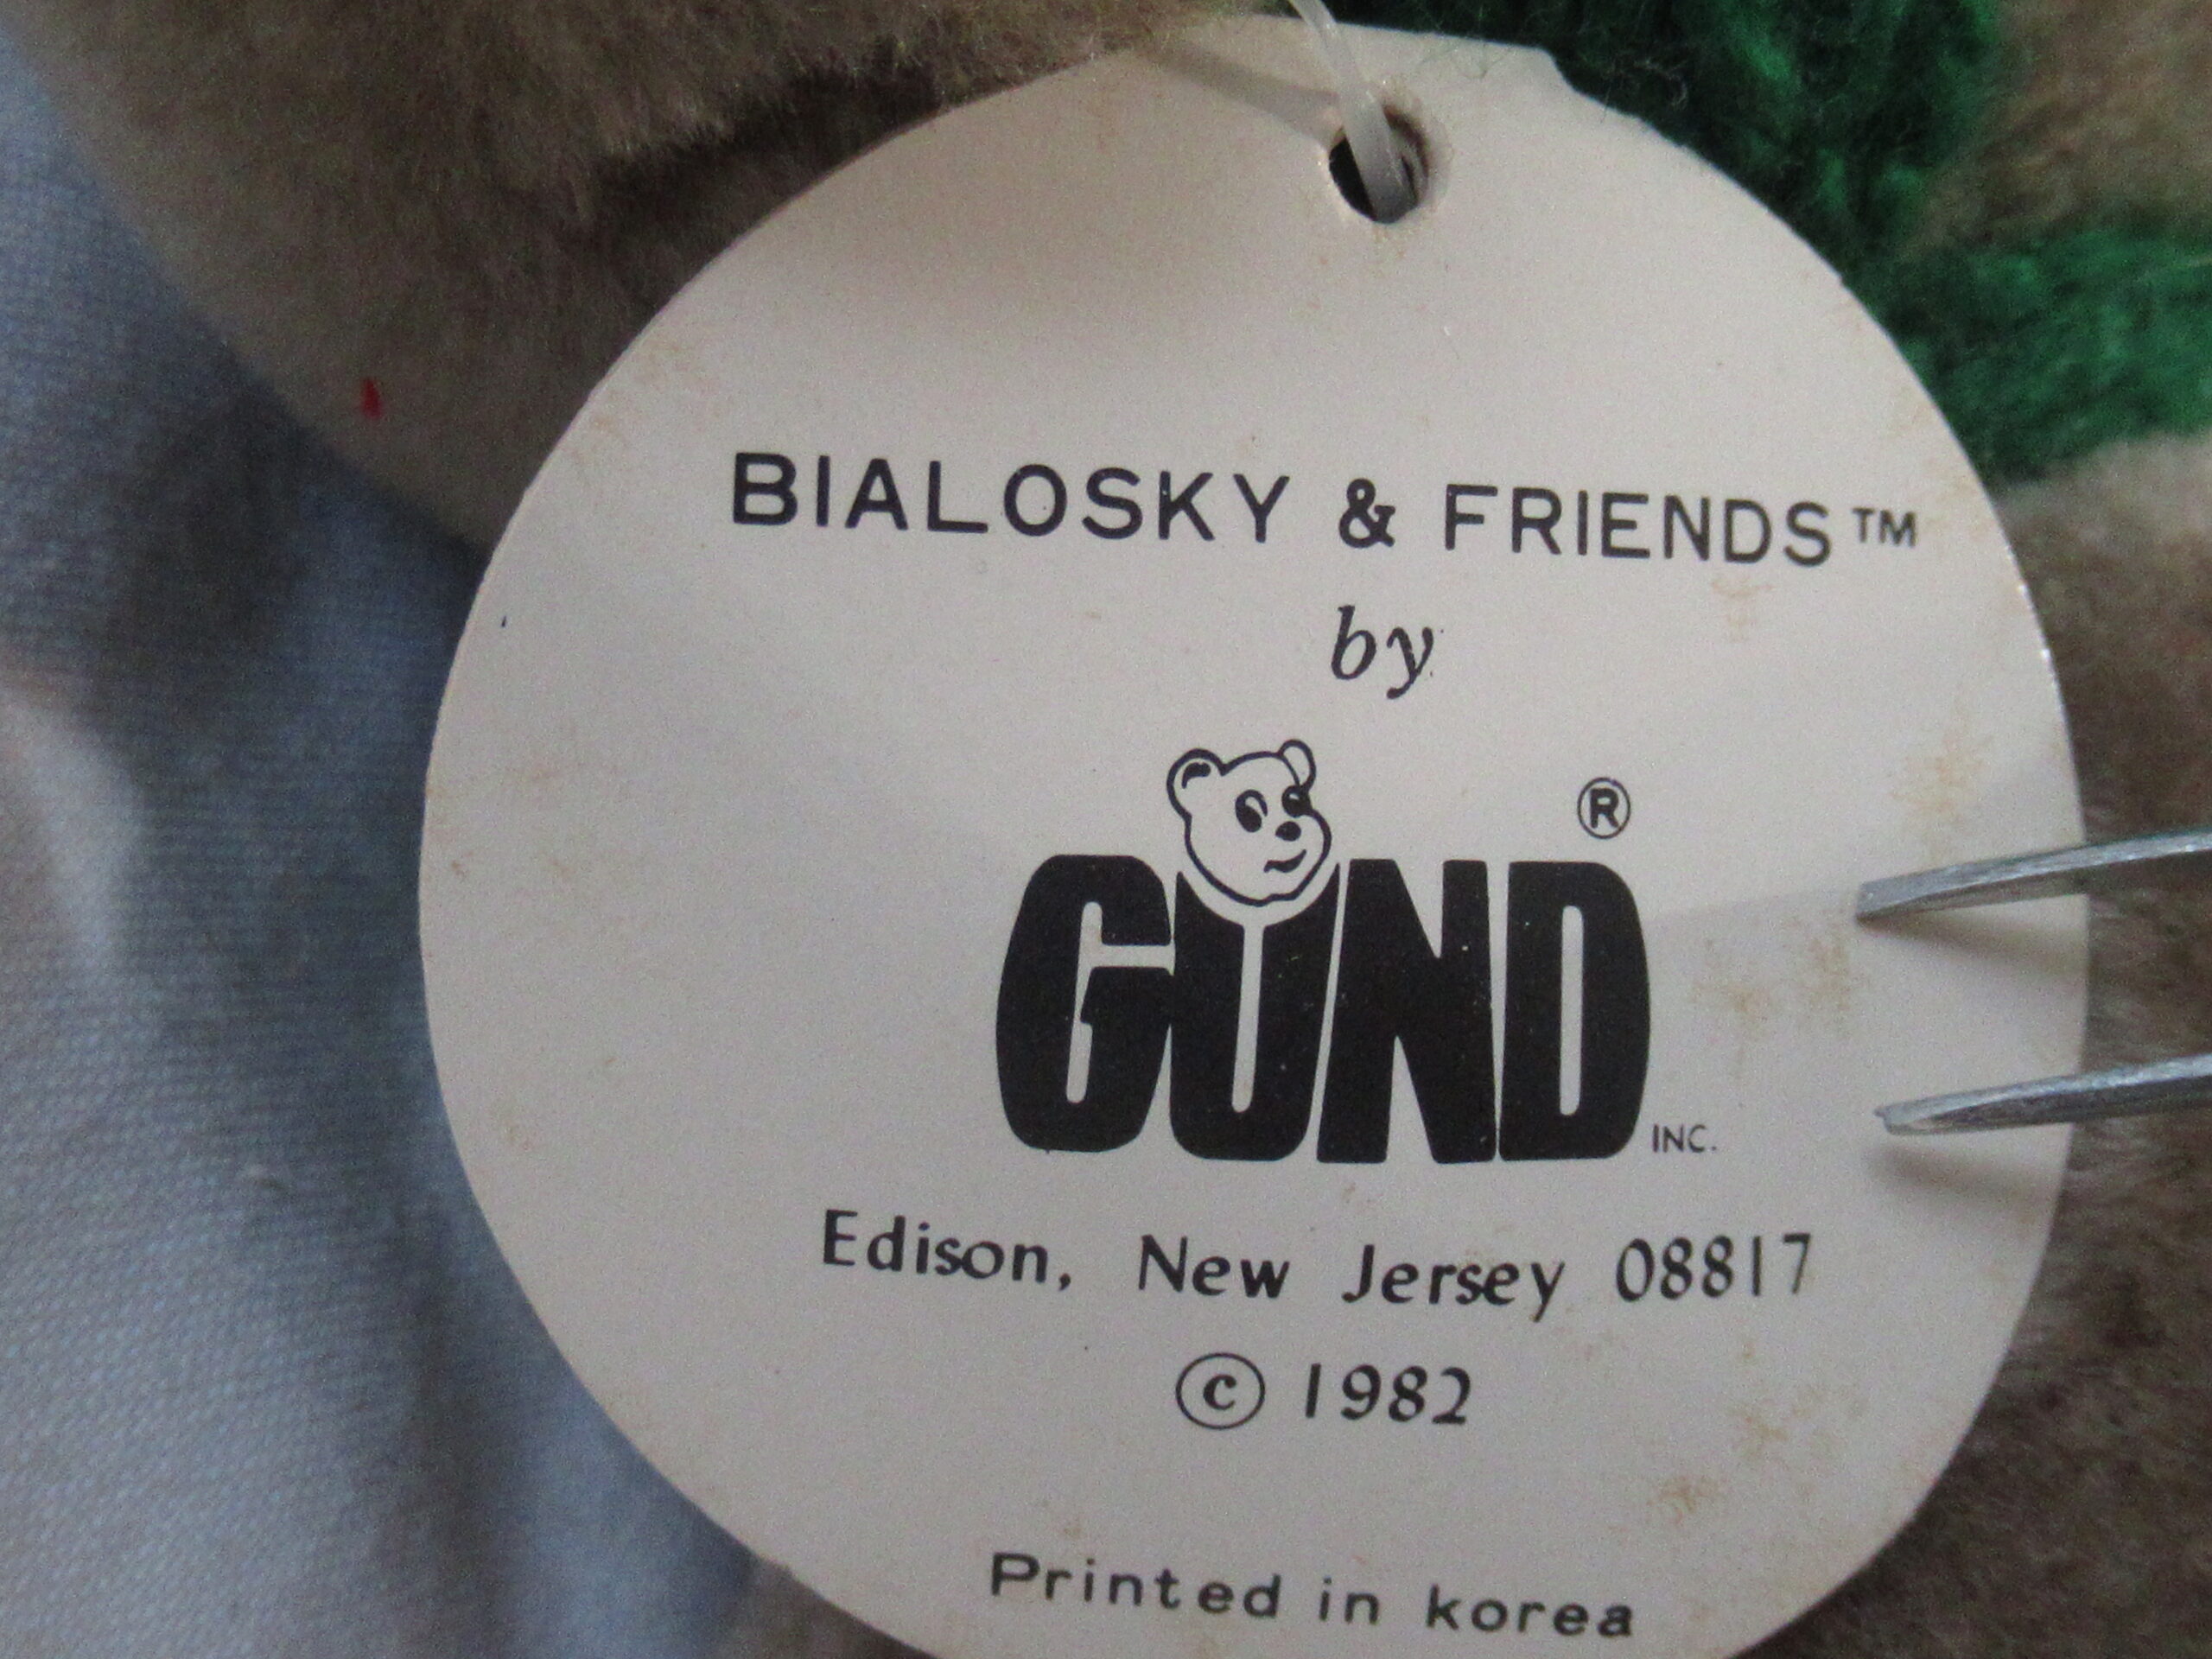 BIALOSKY & FRIENDS™
by
GUND®
INC.
Edison, New Jersey 08817
© 1982
Printed in korea